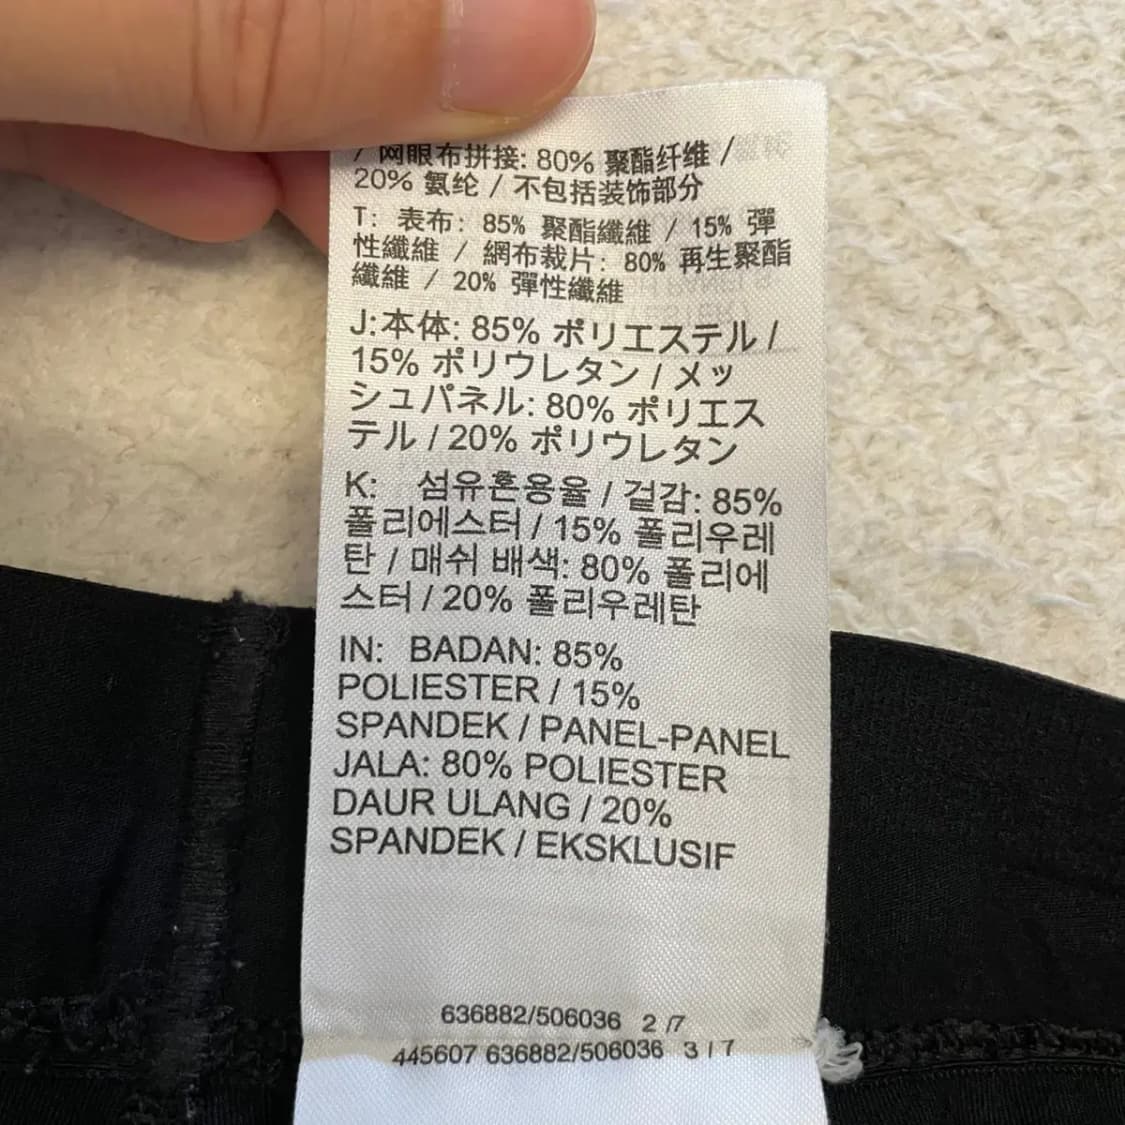 / 网眼布拼接: 80% 聚酯纤维 /
20% 氨纶 / 不包括装饰部分
T: 表布: 85% 聚酯纖維 / 15% 彈
性纖維 / 網布裁片: 80% 再生聚酯
纖維 / 20% 彈性纖維
J:本体: 85% ポリエステル /
15% ポリウレタン / メッ
シュパネル: 80% ポリエス
テル / 20% ポリウレタン
K: 섬유혼용율 / 겉감: 85%
폴리에스터 / 15% 폴리우레
탄 / 매쉬 배색: 80% 폴리에
스터 / 20% 폴리우레탄
IN: BADAN: 85%
POLIESTER / 15%
SPANDEK / PANEL-PANEL
JALA: 80% POLIESTER
DAUR ULANG / 20%
SPANDEK / EKSKLUSIF
636882/506036 2 /7
445607 636882/506036 3 / 7